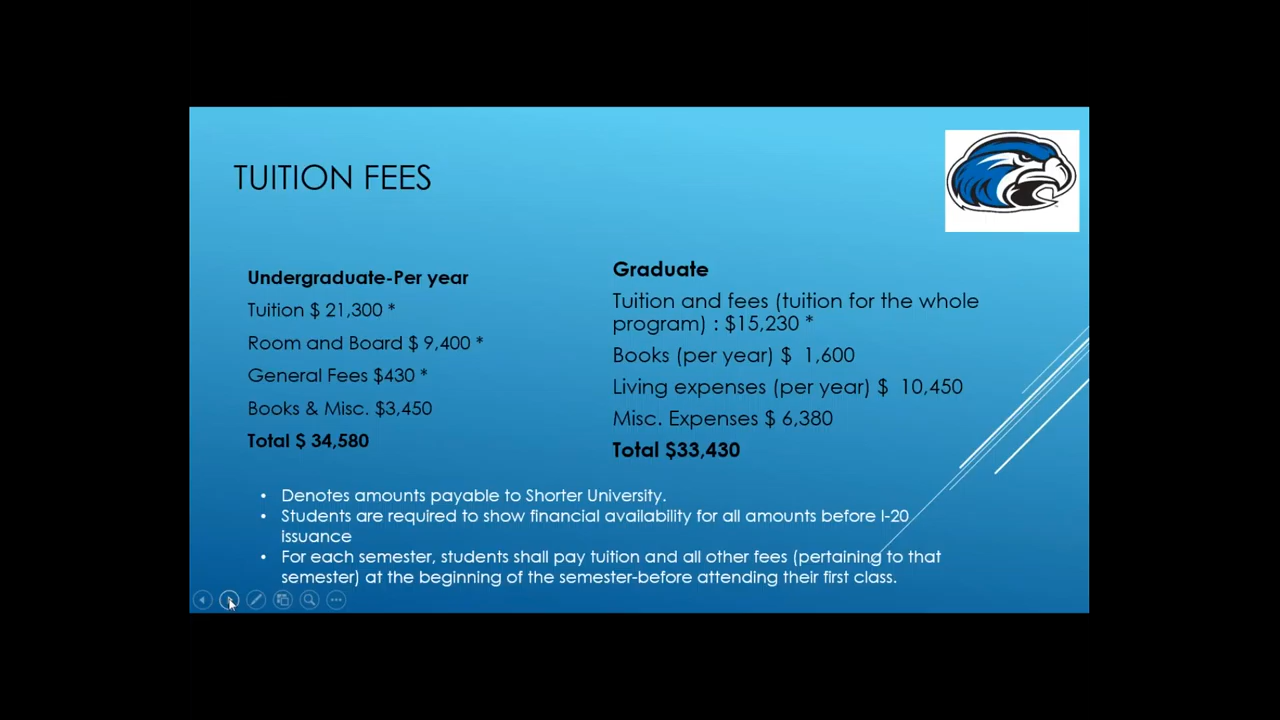 TUITION FEES
Undergraduate-Per year
Tuition $ 21,300 *
Room and Board $ 9,400 *
General Fees $430 *
Books & Misc. $3,450
Total $ 34,580
Graduate
Tuition and fees (tuition for the whole
program) : $15,230 *
Books (per year) $  1,600
Living expenses (per year) $  10,450
Misc. Expenses $ 6,380
Total $33,430
• Denotes amounts payable to Shorter University.
• Students are required to show financial availability for all amounts before I-20
issuance
• For each semester, students shall pay tuition and all other fees (pertaining to that
semester) at the beginning of the semester-before attending their first class.